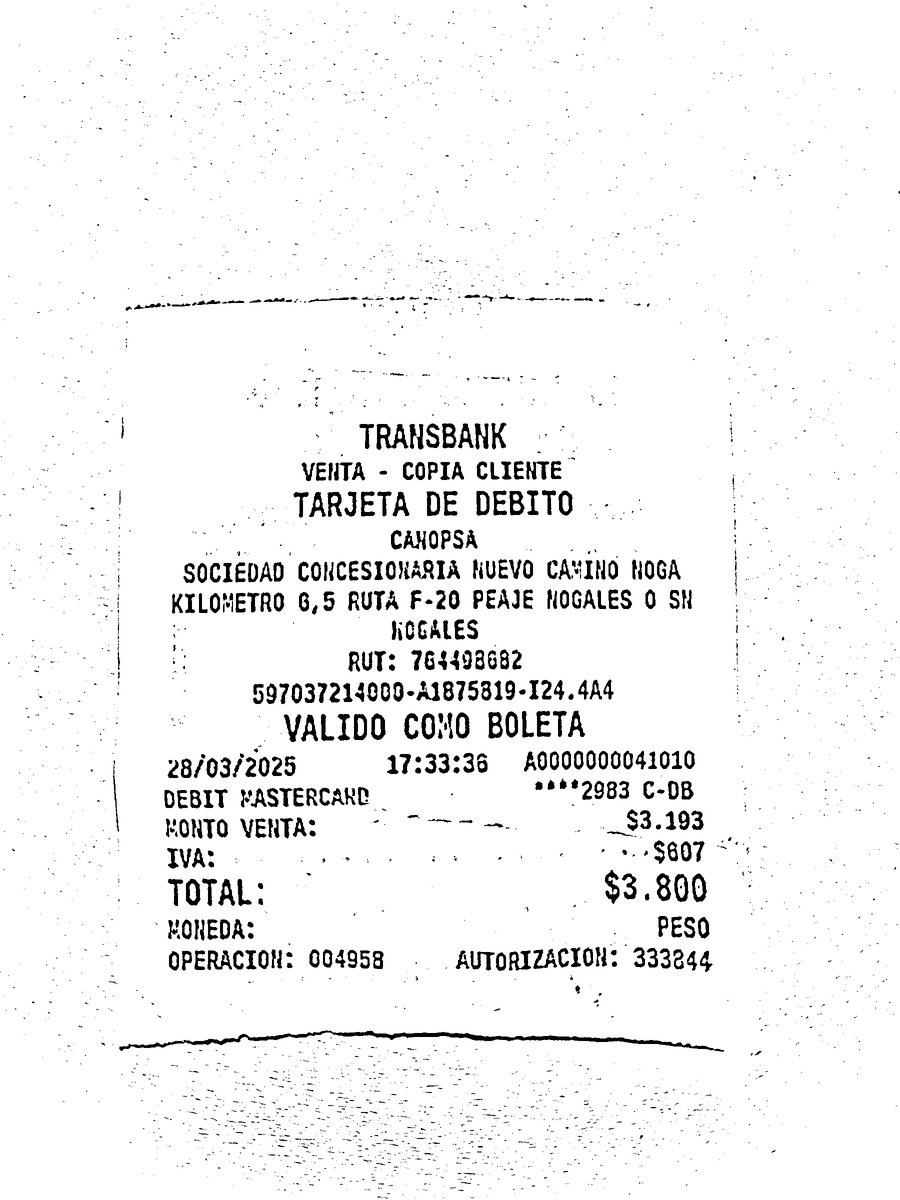 TRANSBANK
VENTA - COPIA CLIENTE
TARJETA DE DEBITO
CANOPSA
SOCIEDAD CONCESIONARIA NUEVO CAMINO NOGA
KILOMETRO 6,5 RUTA F-20 PEAJE NOGALES O SN
NOGALES
RUT: 764498682
597037214000-A1875819-I24.4A4
VALIDO COMO BOLETA
28/03/2025 17:33:36 A0000000041010
DEBIT MASTERCARD ****2983 C-DB
MONTO VENTA: $3.193
IVA: $607
TOTAL: $3.800
MONEDA: PESO
OPERACION: 004958 AUTORIZACION: 333844